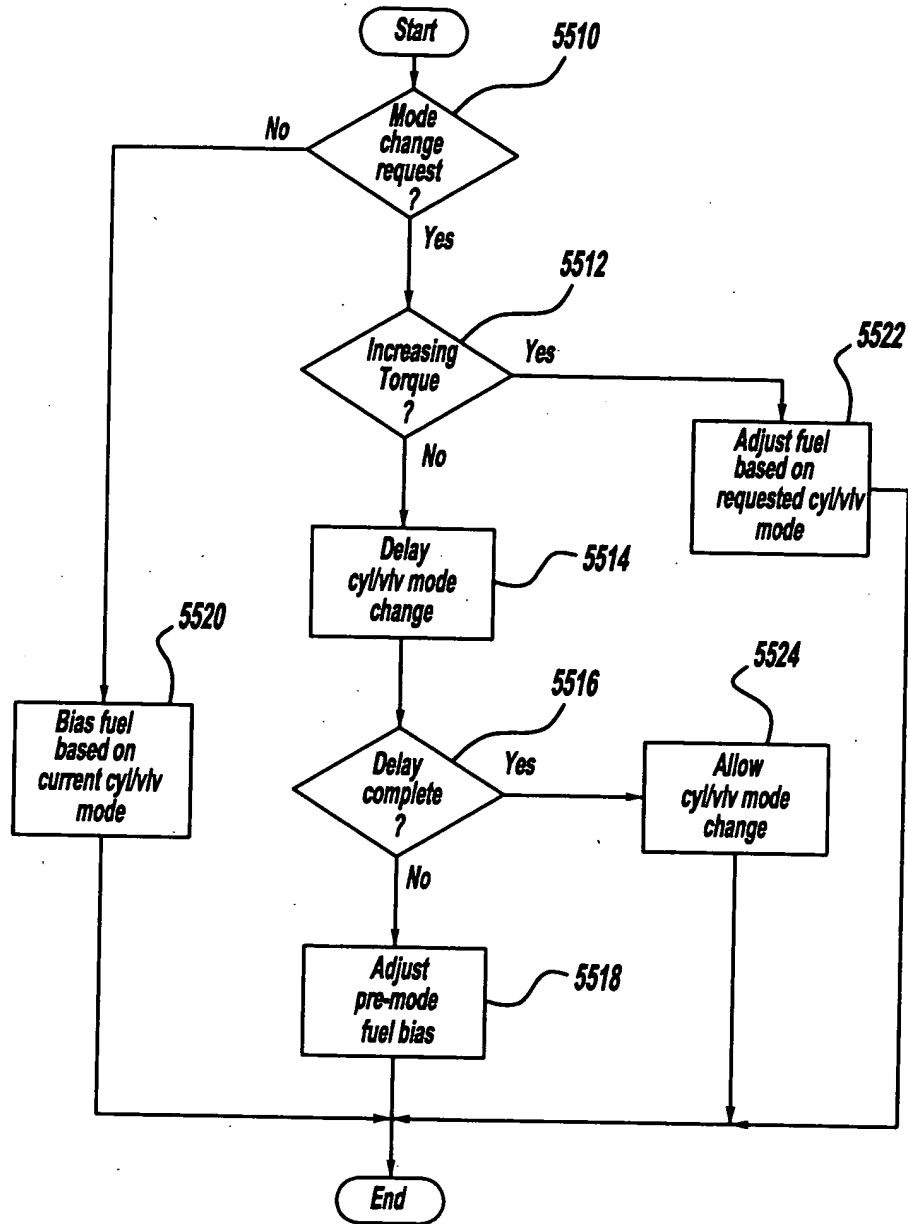 Start
5510
Mode
change
request
?
No
Yes
5512
Increasing
Torque
?
Yes
No
5522
Adjust fuel
based on
requested cyl/vlv
mode
Delay
cyl/vlv mode
change
5514
5520
Bias fuel
based on
current cyl/vlv
mode
5516
Delay
complete
?
Yes
No
5524
Allow
cyl/vlv mode
change
Adjust
pre-mode
fuel bias
5518
End